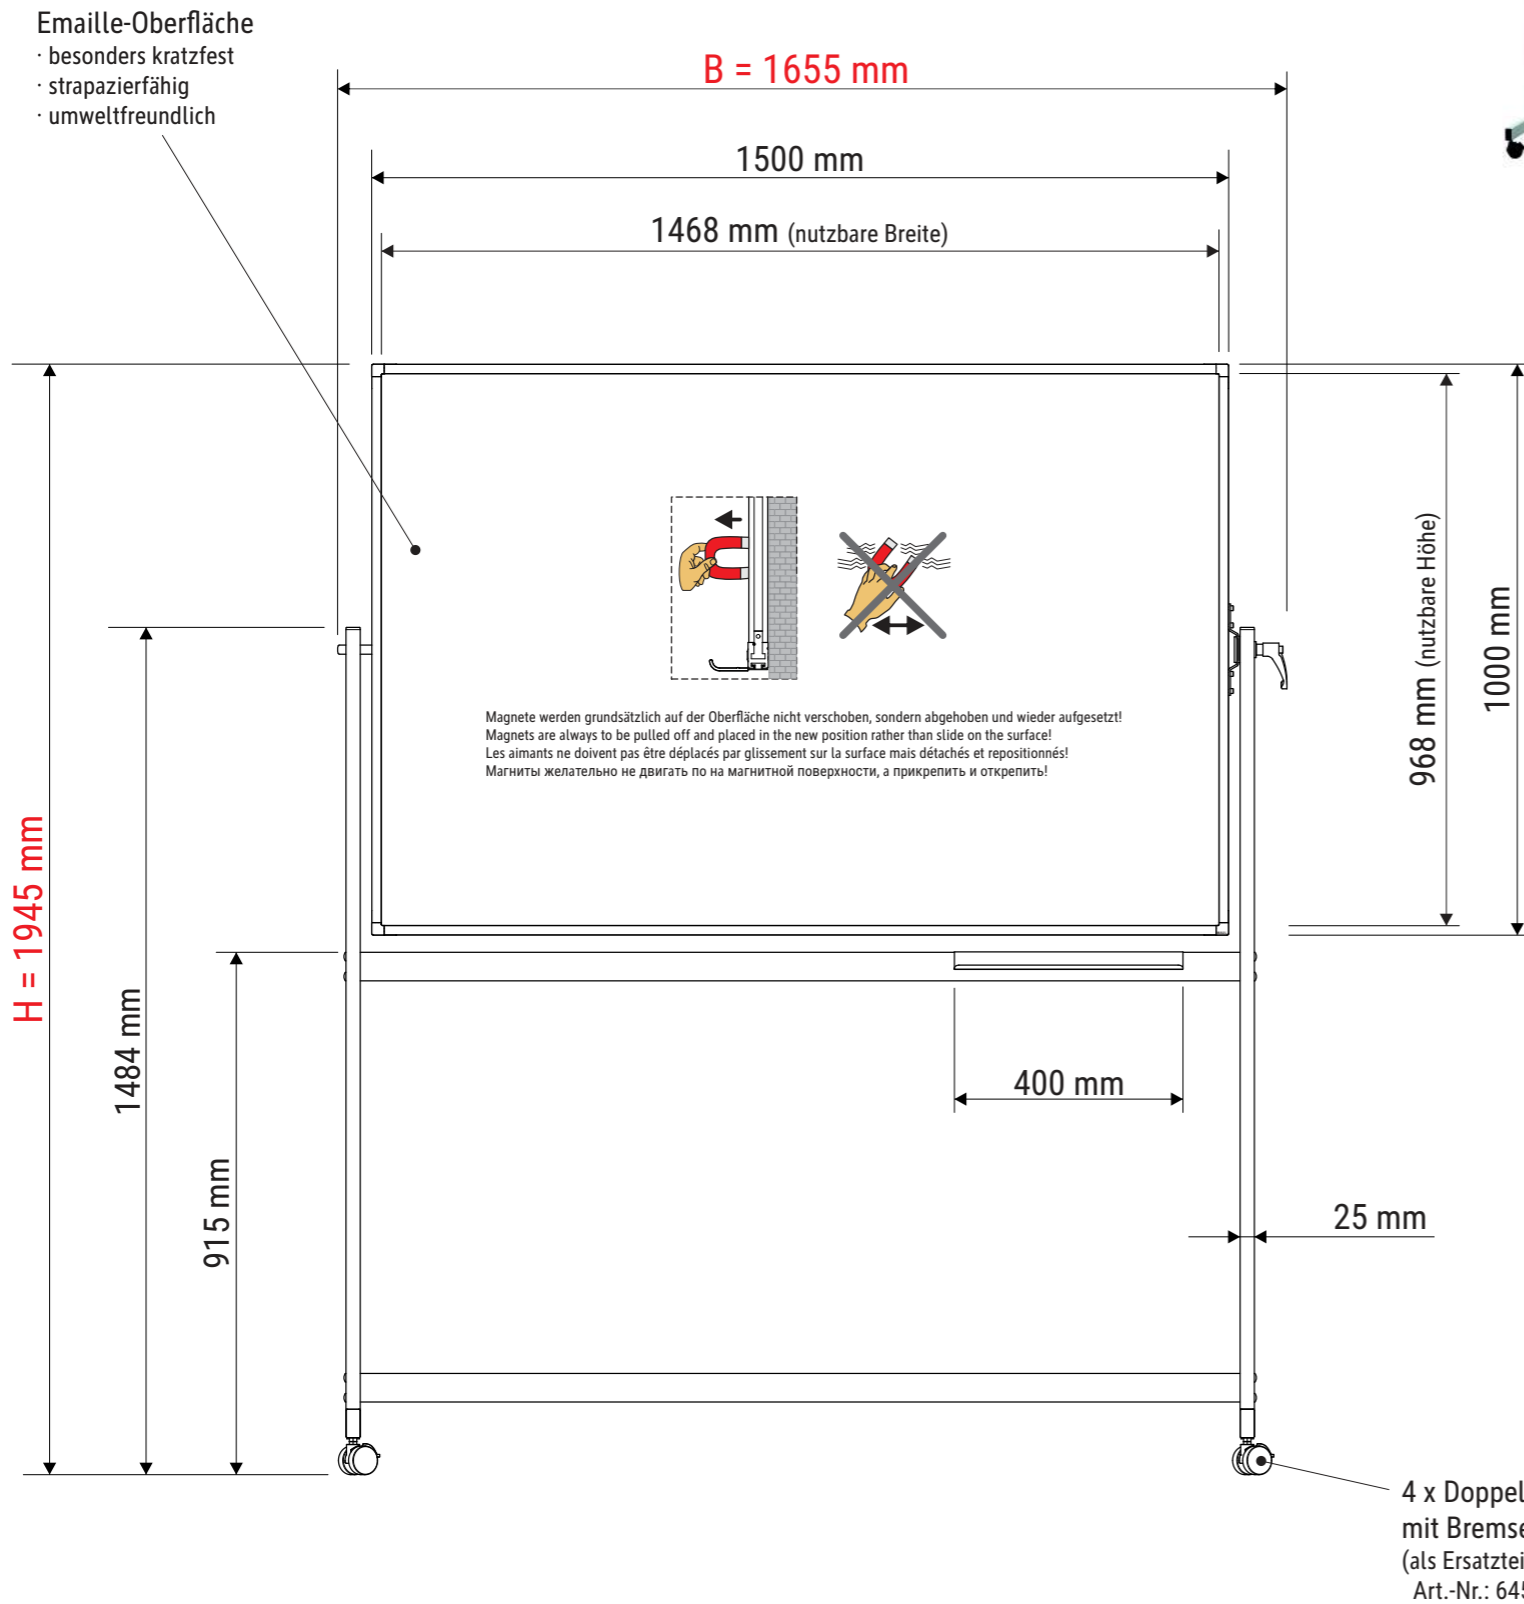 Emaille-Oberfläche
· besonders kratzfest
· strapazierfähig
· umweltfreundlich
B = 1655 mm
1500 mm
1468 mm (nutzbare Breite)
968 mm (nutzbare Höhe)
1000 mm
Magnete werden grundsätzlich auf der Oberfläche nicht verschoben, sondern abgehoben und wieder aufgesetzt!
Magnets are always to be pulled off and placed in the new position rather than slide on the surface!
Les aimants ne doivent pas être déplacés par glissement sur la surface mais détachés et repositionnés!
Магниты желательно не двигать по на магнитной поверхности, а прикрепить и открепить!
H = 1945 mm
1484 mm
915 mm
400 mm
25 mm
4 x Doppel
mit Bremse
(als Ersatztei
Art.-Nr.: 645